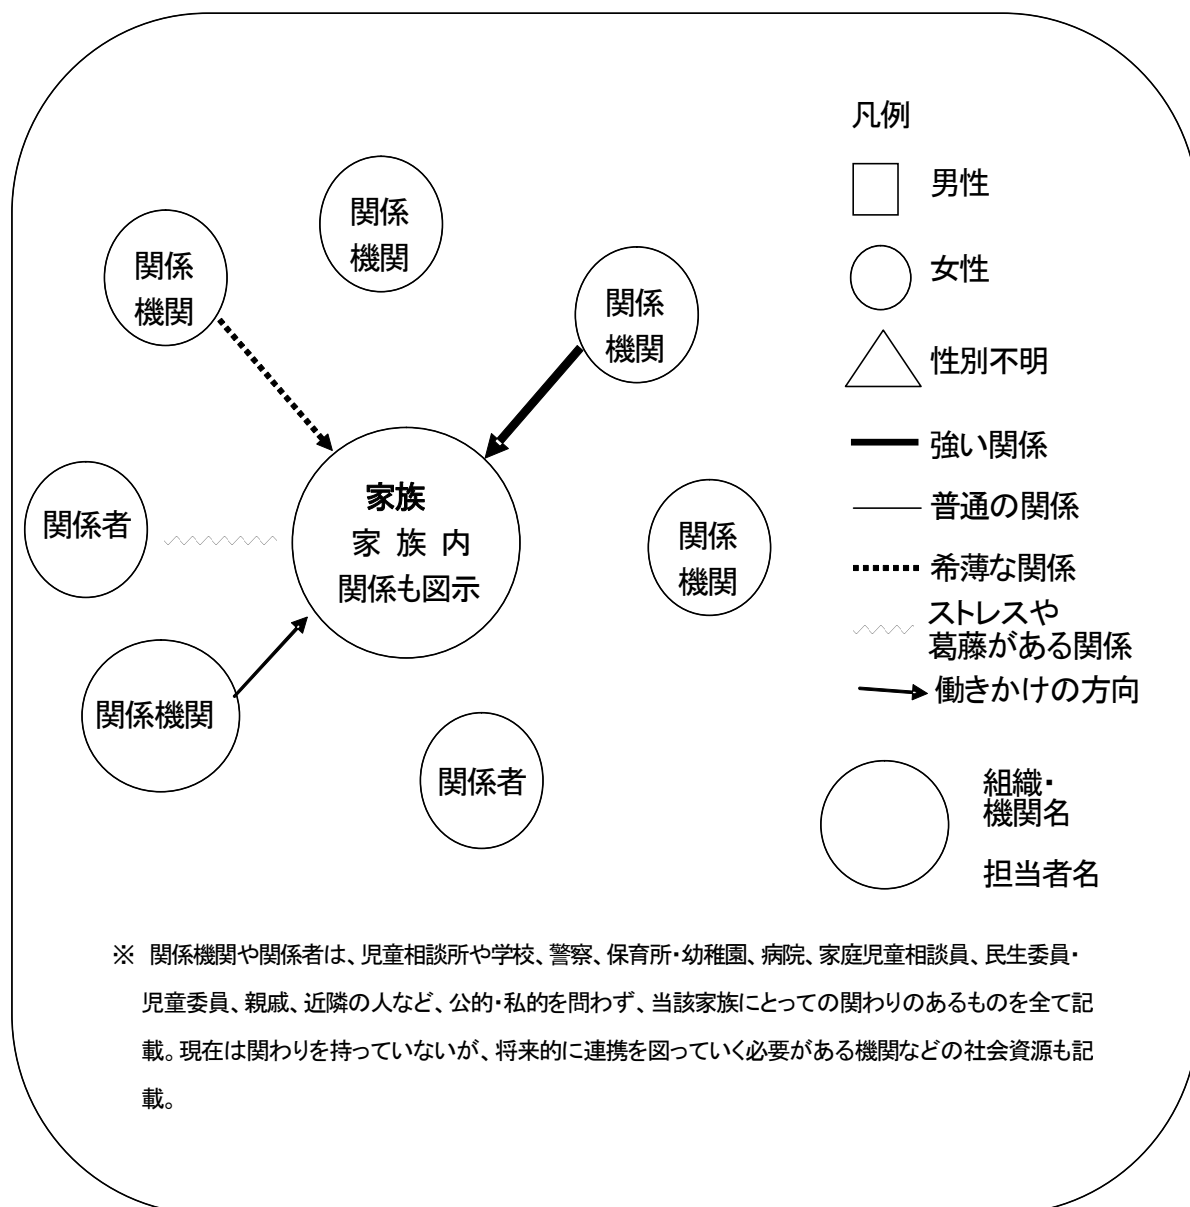 関係
機関
関係
機関
関係
機関
関係者
家族
家族内
関係も図示
関係
機関
関係機関
関係者
凡例
男性
女性
性別不明
強い関係
普通の関係
希薄な関係
ストレスや
葛藤がある関係
働きかけの方向
組織・
機関名
担当者名
※ 関係機関や関係者は、児童相談所や学校、警察、保育所・幼稚園、病院、家庭児童相談員、民生委員・
児童委員、親戚、近隣の人など、公的・私的を問わず、当該家族にとっての関わりのあるものを全て記
載。現在は関わりを持っていないが、将来的に連携を図っていく必要がある機関などの社会資源も記
載。